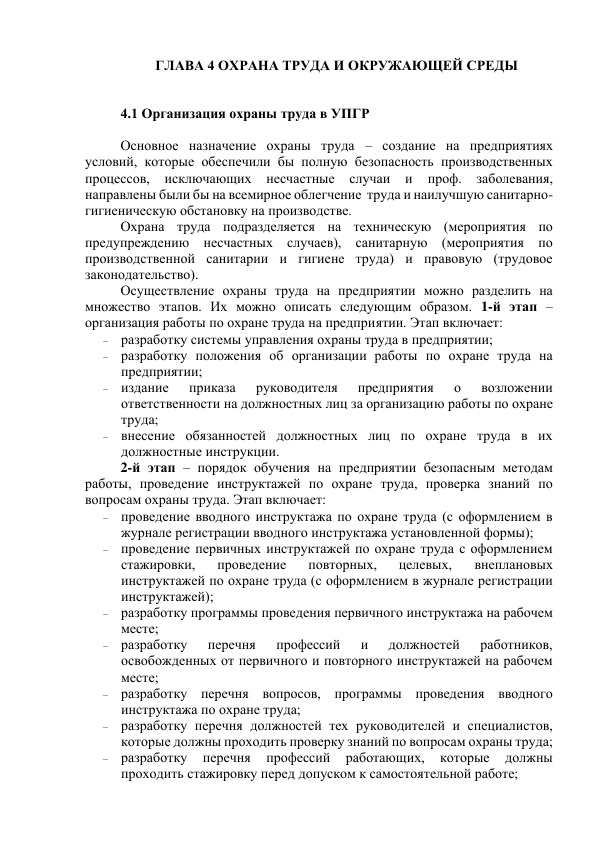 ГЛАВА 4 ОХРАНА ТРУДА И ОКРУЖАЮЩЕЙ СРЕДЫ
4.1 Организация охраны труда в УПГР
Основное назначение охраны труда – создание на предприятиях
условий, которые обеспечили бы полную безопасность производственных
процессов, исключающих несчастные случаи и проф. заболевания,
направлены были бы на всемирное облегчение труда и наилучшую санитарно-
гигиеническую обстановку на производстве.
Охрана труда подразделяется на техническую (мероприятия по
предупреждению несчастных случаев), санитарную (мероприятия по
производственной санитарии и гигиене труда) и правовую (трудовое
законодательство).
Осуществление охраны труда на предприятии можно разделить на
множество этапов. Их можно описать следующим образом. 1-й этап –
организация работы по охране труда на предприятии. Этап включает:
– разработку системы управления охраны труда в предприятии;
– разработку положения об организации работы по охране труда на
предприятии;
– издание приказа руководителя предприятия о возложении
ответственности на должностных лиц за организацию работы по охране
труда;
– внесение обязанностей должностных лиц по охране труда в их
должностные инструкции.
2-й этап – порядок обучения на предприятии безопасным методам
работы, проведение инструктажей по охране труда, проверка знаний по
вопросам охраны труда. Этап включает:
– проведение вводного инструктажа по охране труда (с оформлением в
журнале регистрации вводного инструктажа установленной формы);
– проведение первичных инструктажей по охране труда с оформлением
стажировки, проведение повторных, целевых, внеплановых
инструктажей по охране труда (с оформлением в журнале регистрации
инструктажей);
– разработку программы проведения первичного инструктажа на рабочем
месте;
– разработку перечня профессий и должностей работников,
освобожденных от первичного и повторного инструктажей на рабочем
месте;
– разработку перечня вопросов, программы проведения вводного
инструктажа по охране труда;
– разработку перечня должностей тех руководителей и специалистов,
которые должны проходить проверку знаний по вопросам охраны труда;
– разработку перечня профессий работающих, которые должны
проходить стажировку перед допуском к самостоятельной работе;